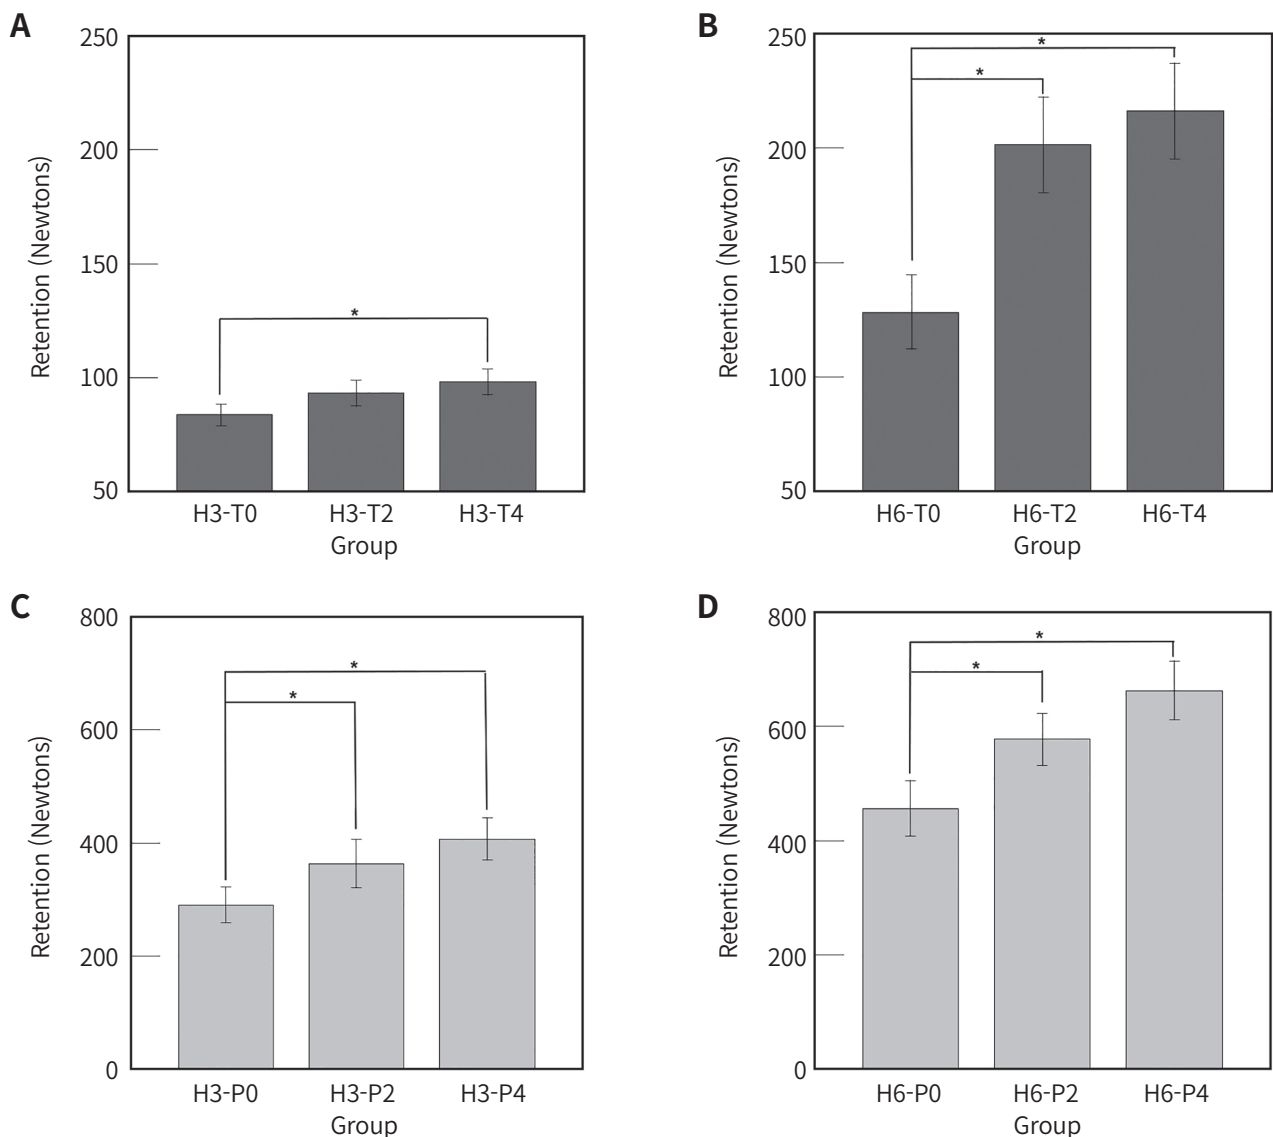 A
250
200
150
100
50
Retention (Newtons)
*
H3-T0 H3-T2 H3-T4
Group
B
250
200
150
100
50
Retention (Newtons)
*
*
H6-T0 H6-T2 H6-T4
Group
C
800
600
400
200
0
Retention (Newtons)
*
*
H3-P0 H3-P2 H3-P4
Group
D
800
600
400
200
0
Retention (Newtons)
*
*
H6-P0 H6-P2 H6-P4
Group